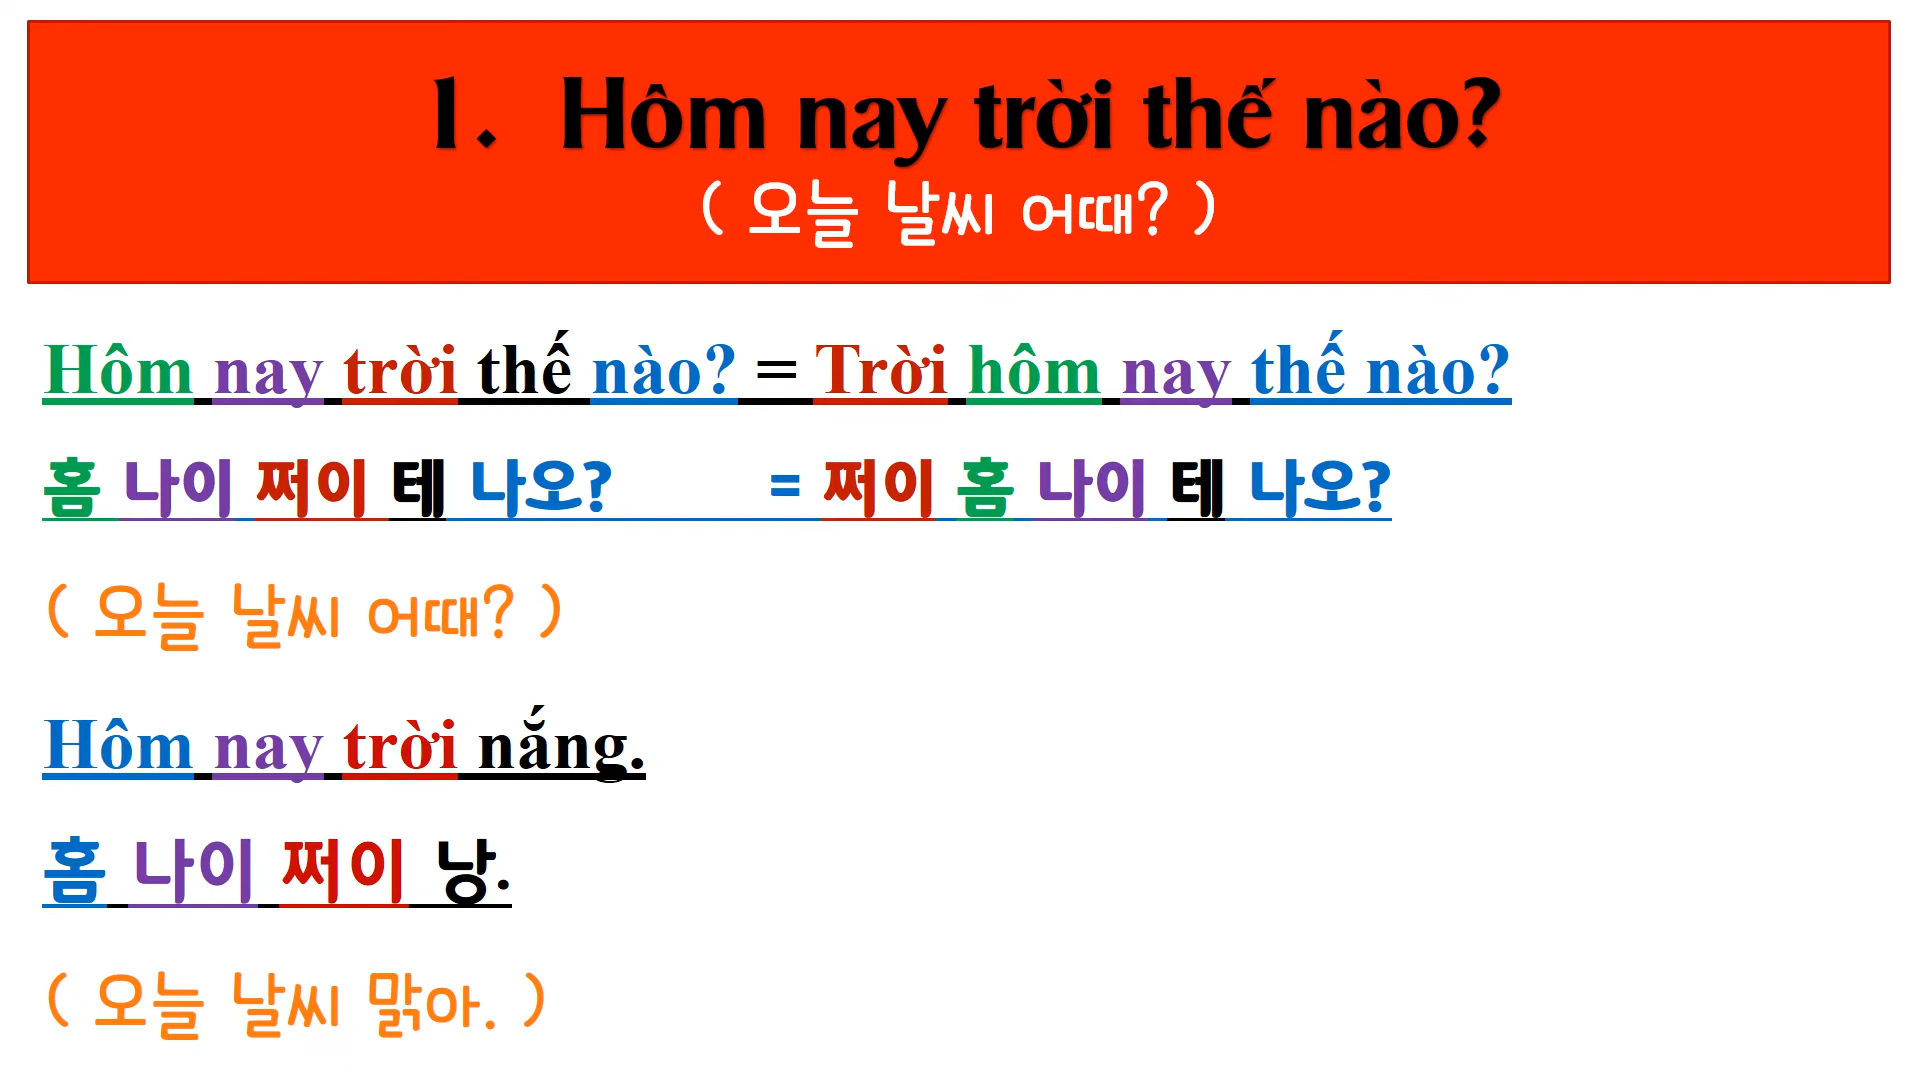 1. Hôm nay trời thế nào?
( 오늘 날씨 어때? )
Hôm nay trời thế nào? = Trời hôm nay thế nào?
홈 나이 쩌이 테 나오? = 쩌이 홈 나이 테 나오?
( 오늘 날씨 어때? )
Hôm nay trời nắng.
홈 나이 쩌이 낭.
( 오늘 날씨 맑아. )